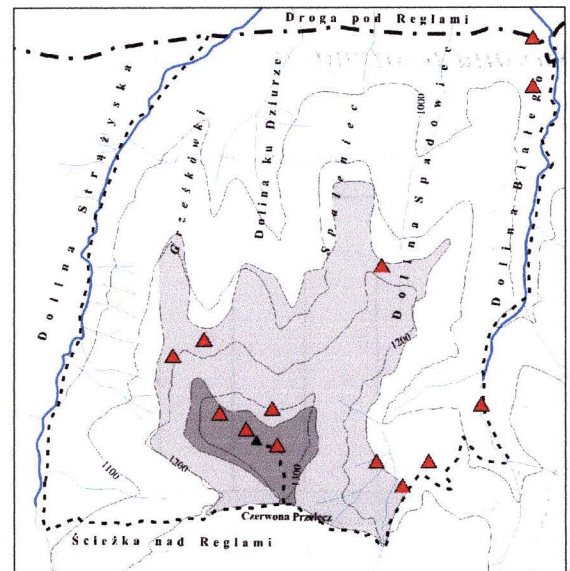 Droga pod Reglami
Dolina Strążyska
Grześkówki
Dolina ku Dziurze
Spaleniec
1000
Dolina Spadowiec
Dolina Białego
1200
1100
1200
Czerwona Przełęcz
Ścieżka nad Reglami